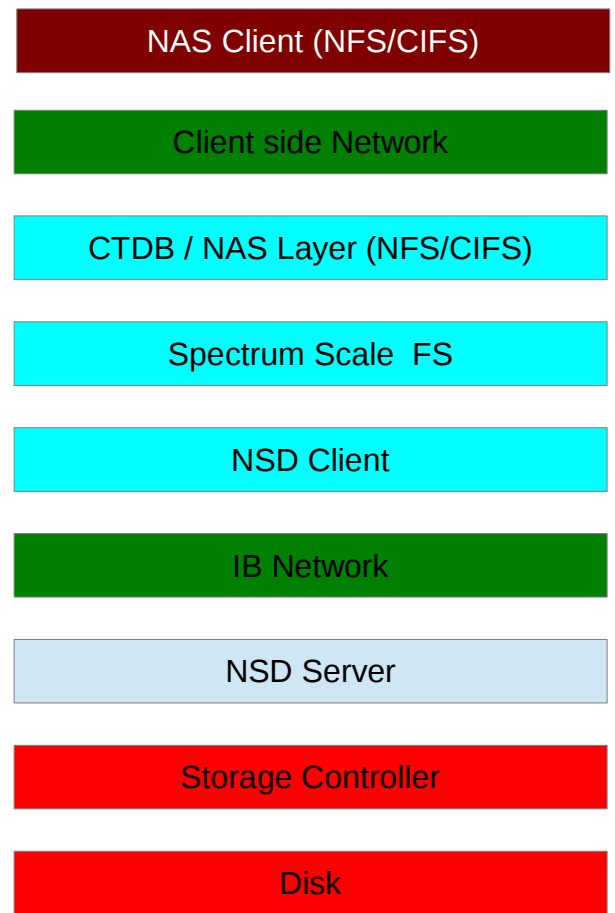 NAS Client (NFS/CIFS)
Client side Network
CTDB / NAS Layer (NFS/CIFS)
Spectrum Scale  FS
NSD Client
IB Network
NSD Server
Storage Controller
Disk